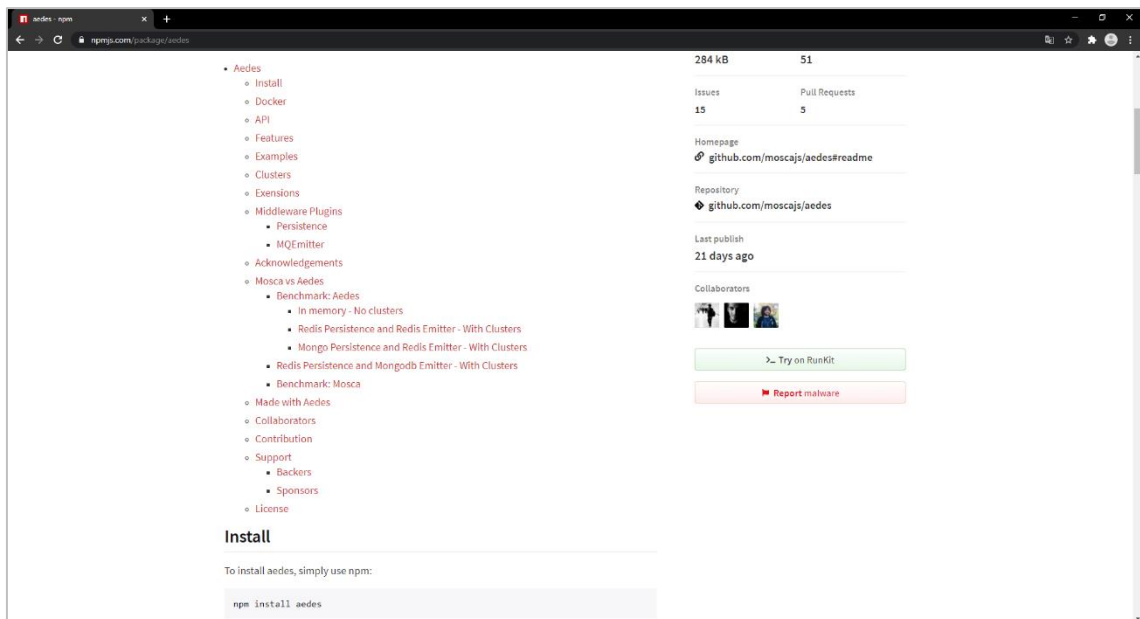 aedes - npm
npmjs.com/package/aedes
Aedes
Install
Docker
API
Features
Examples
Clusters
Exensions
Middleware Plugins
Persistence
MQEmitter
Acknowledgements
Mosca vs Aedes
Benchmark: Aedes
In memory - No clusters
Redis Persistence and Redis Emitter - With Clusters
Mongo Persistence and Redis Emitter - With Clusters
Redis Persistence and Mongodb Emitter - With Clusters
Benchmark: Mosca
Made with Aedes
Collaborators
Contribution
Support
Backers
Sponsors
License
Install
To install aedes, simply use npm:
npm install aedes
284 kB 51
Issues Pull Requests
15 5
Homepage
github.com/moscajs/aedes#readme
Repository
github.com/moscajs/aedes
Last publish
21 days ago
Collaborators
Try on RunKit
Report malware